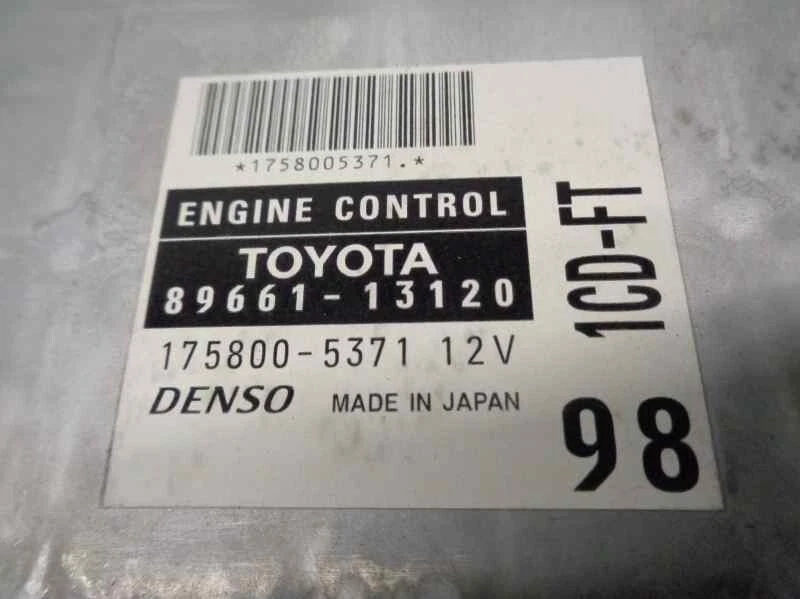 *1758005371.*
ENGINE CONTROL
TOYOTA
89661-13120
175800-5371 12V
DENSO MADE IN JAPAN
1CD-FT
98